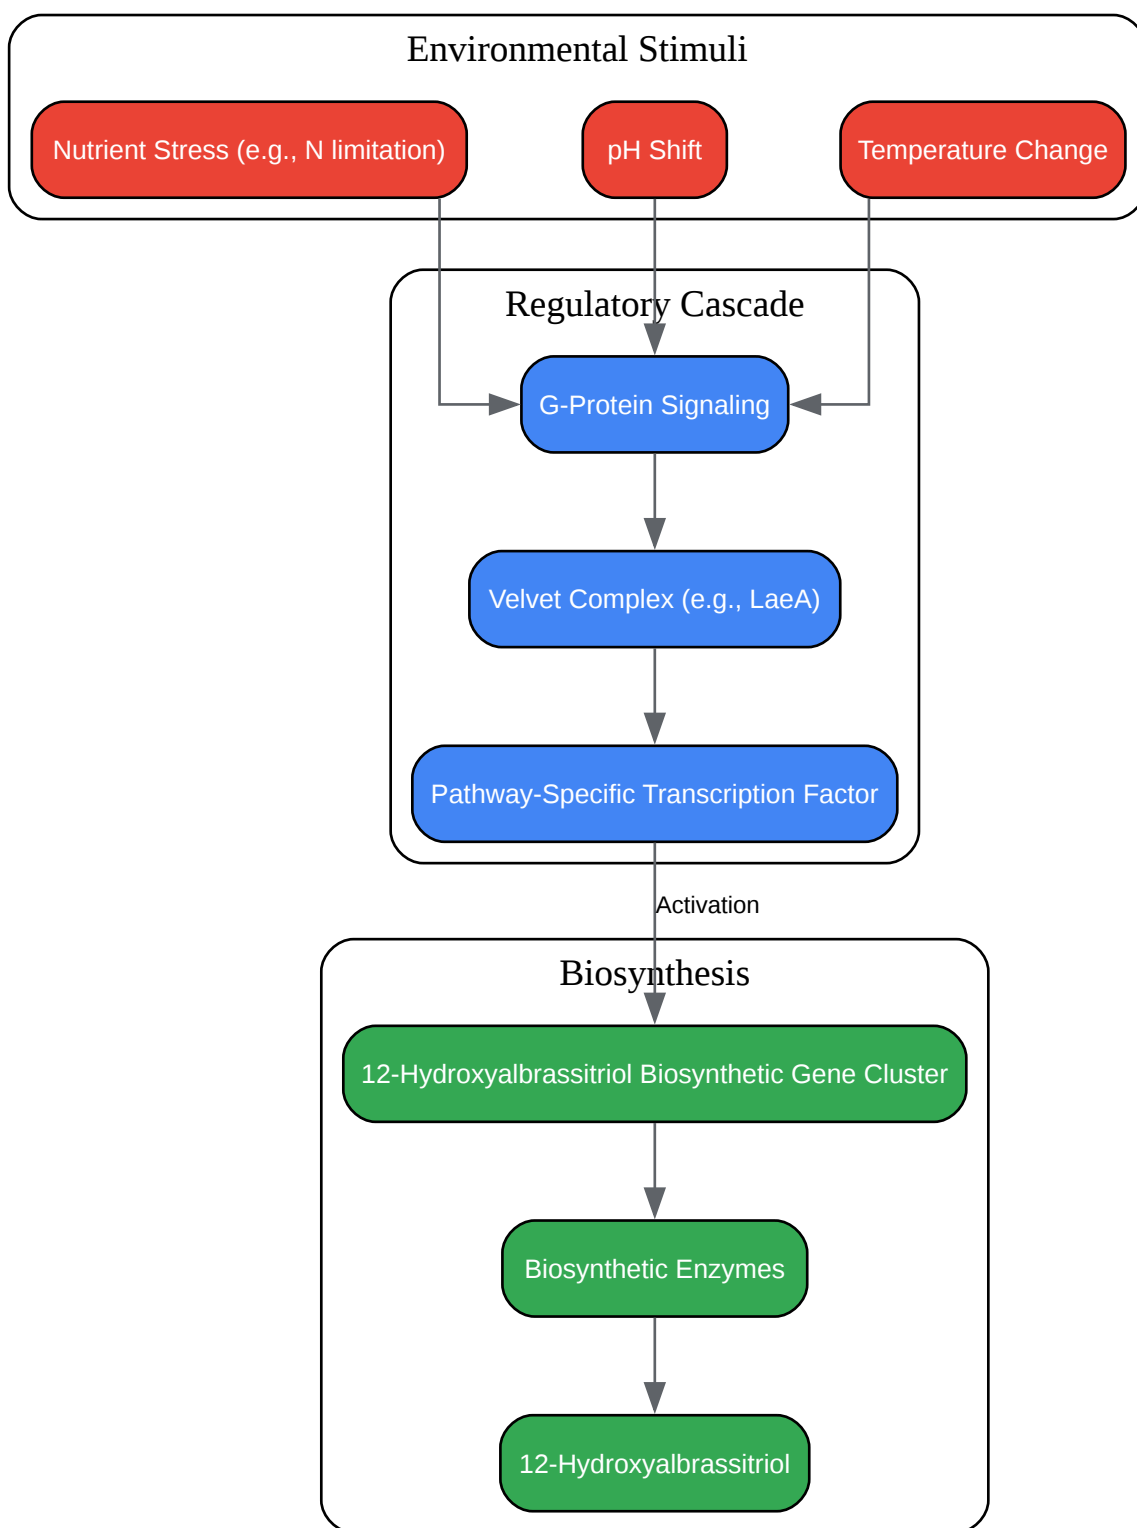 Environmental Stimuli
Nutrient Stress (e.g., N limitation)
pH Shift
Temperature Change
Regulatory Cascade
G-Protein Signaling
Velvet Complex (e.g., LaeA)
Pathway-Specific Transcription Factor
Activation
Biosynthesis
12-Hydroxyalbrassitriol Biosynthetic Gene Cluster
Biosynthetic Enzymes
12-Hydroxyalbrassitriol